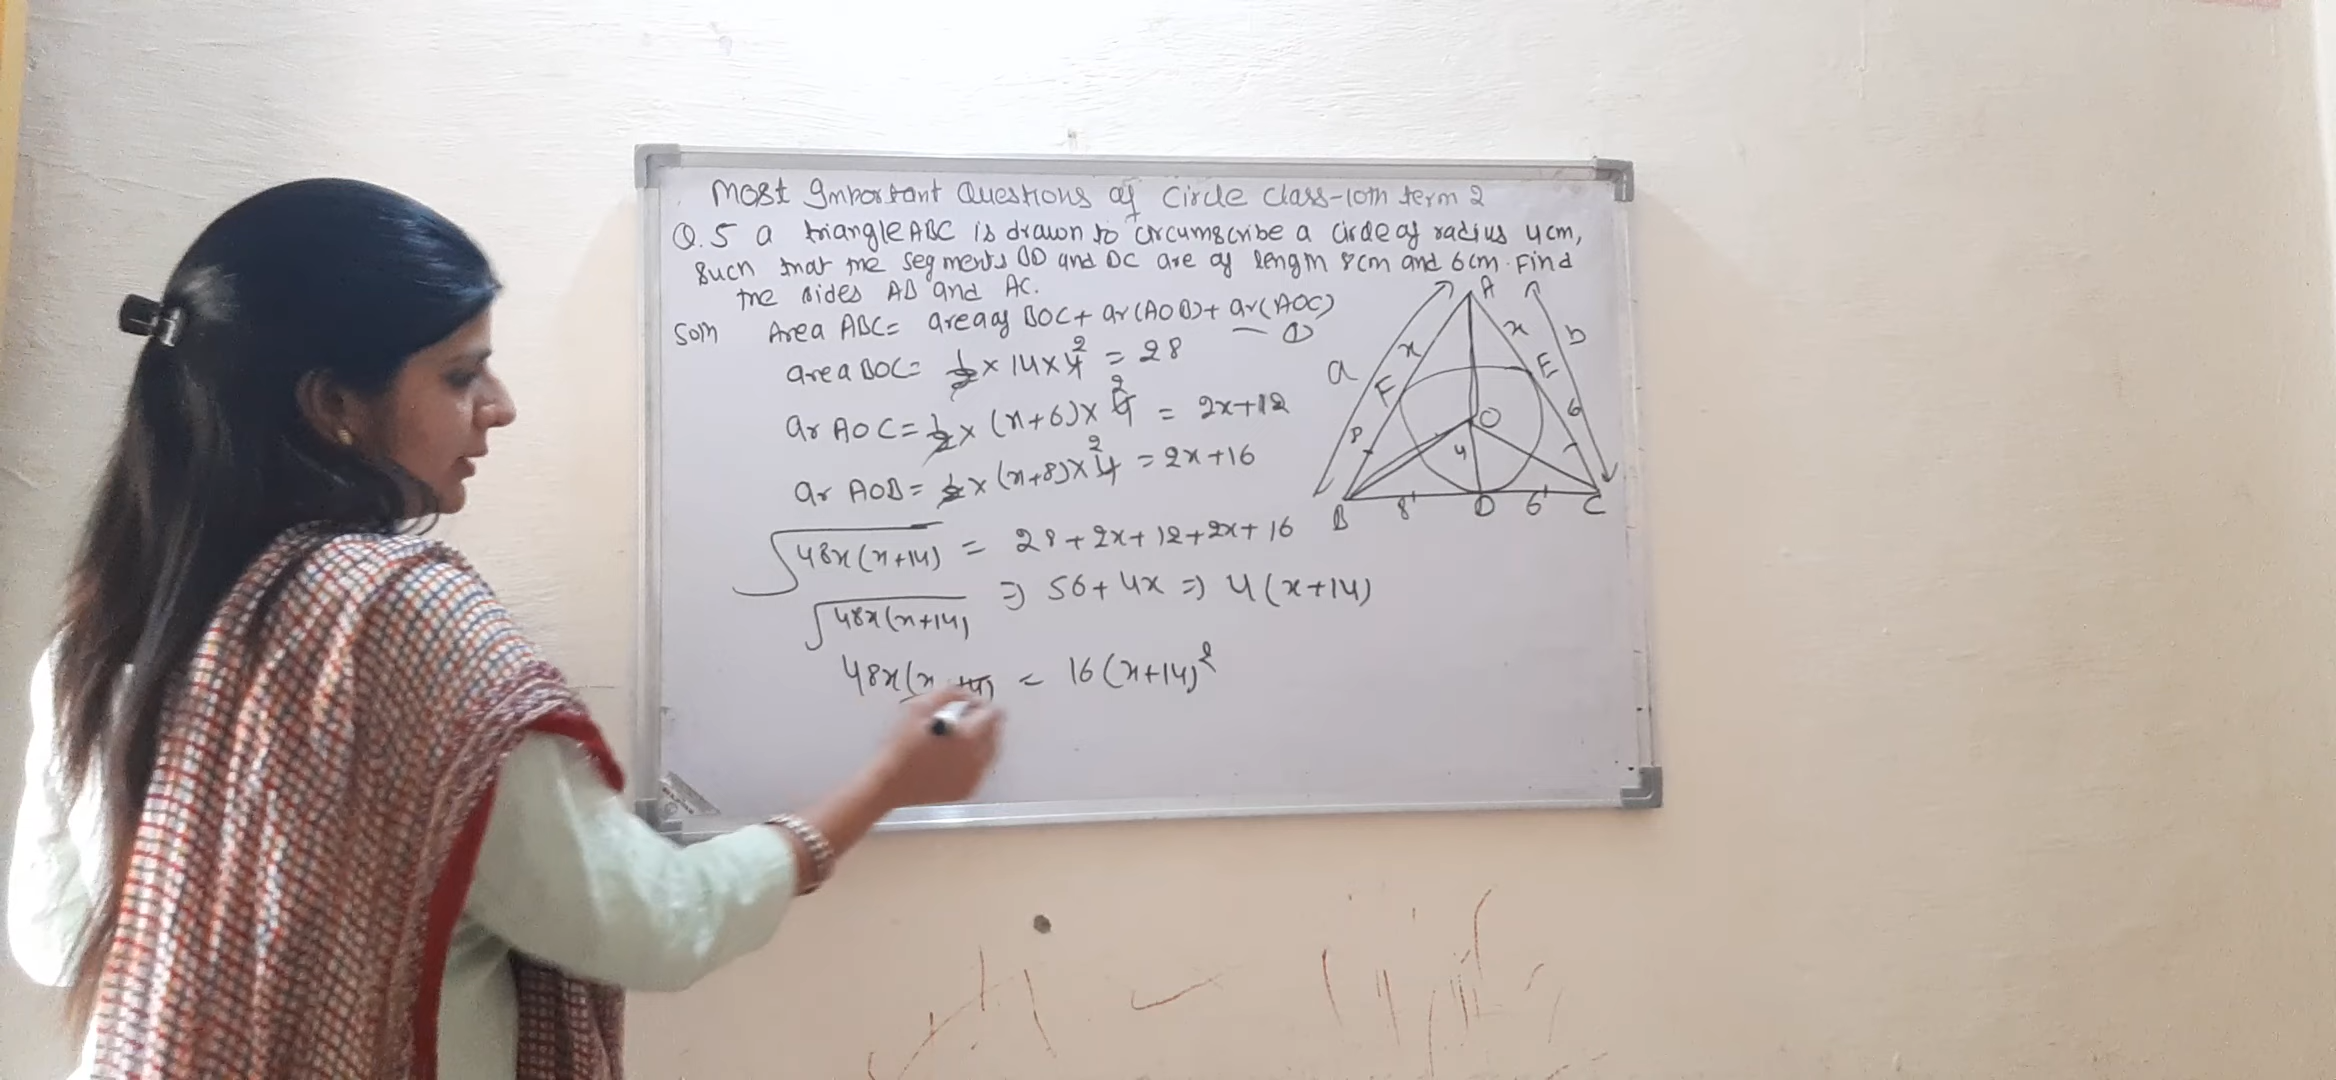 Most Important Questions of Circle Class-10th term 2
Q.5 a triangle ABC is drawn to circumscribe a circle of radius 4cm,
such that the segments BD and DC are of length 8cm and 6cm. Find
the sides AB and AC.
Soln Area ABC = area of BOC + ar(AOB) + ar(AOC) — ①
area BOC = 1/2 × 14 × 4 2 = 28
ar AOC = 1/2 × (x+6) × 4 2 = 2x+12
ar AOB = 1/2 × (x+8) × 4 2 = 2x+16
√48x(x+14) = 28+2x+12+2x+16
√48x(x+14) ⇒ 56+4x ⇒ 4(x+14)
48x(x+14) = 16(x+14)²
A
a x x b
F E
8 O 6
4
B 8 D 6 C